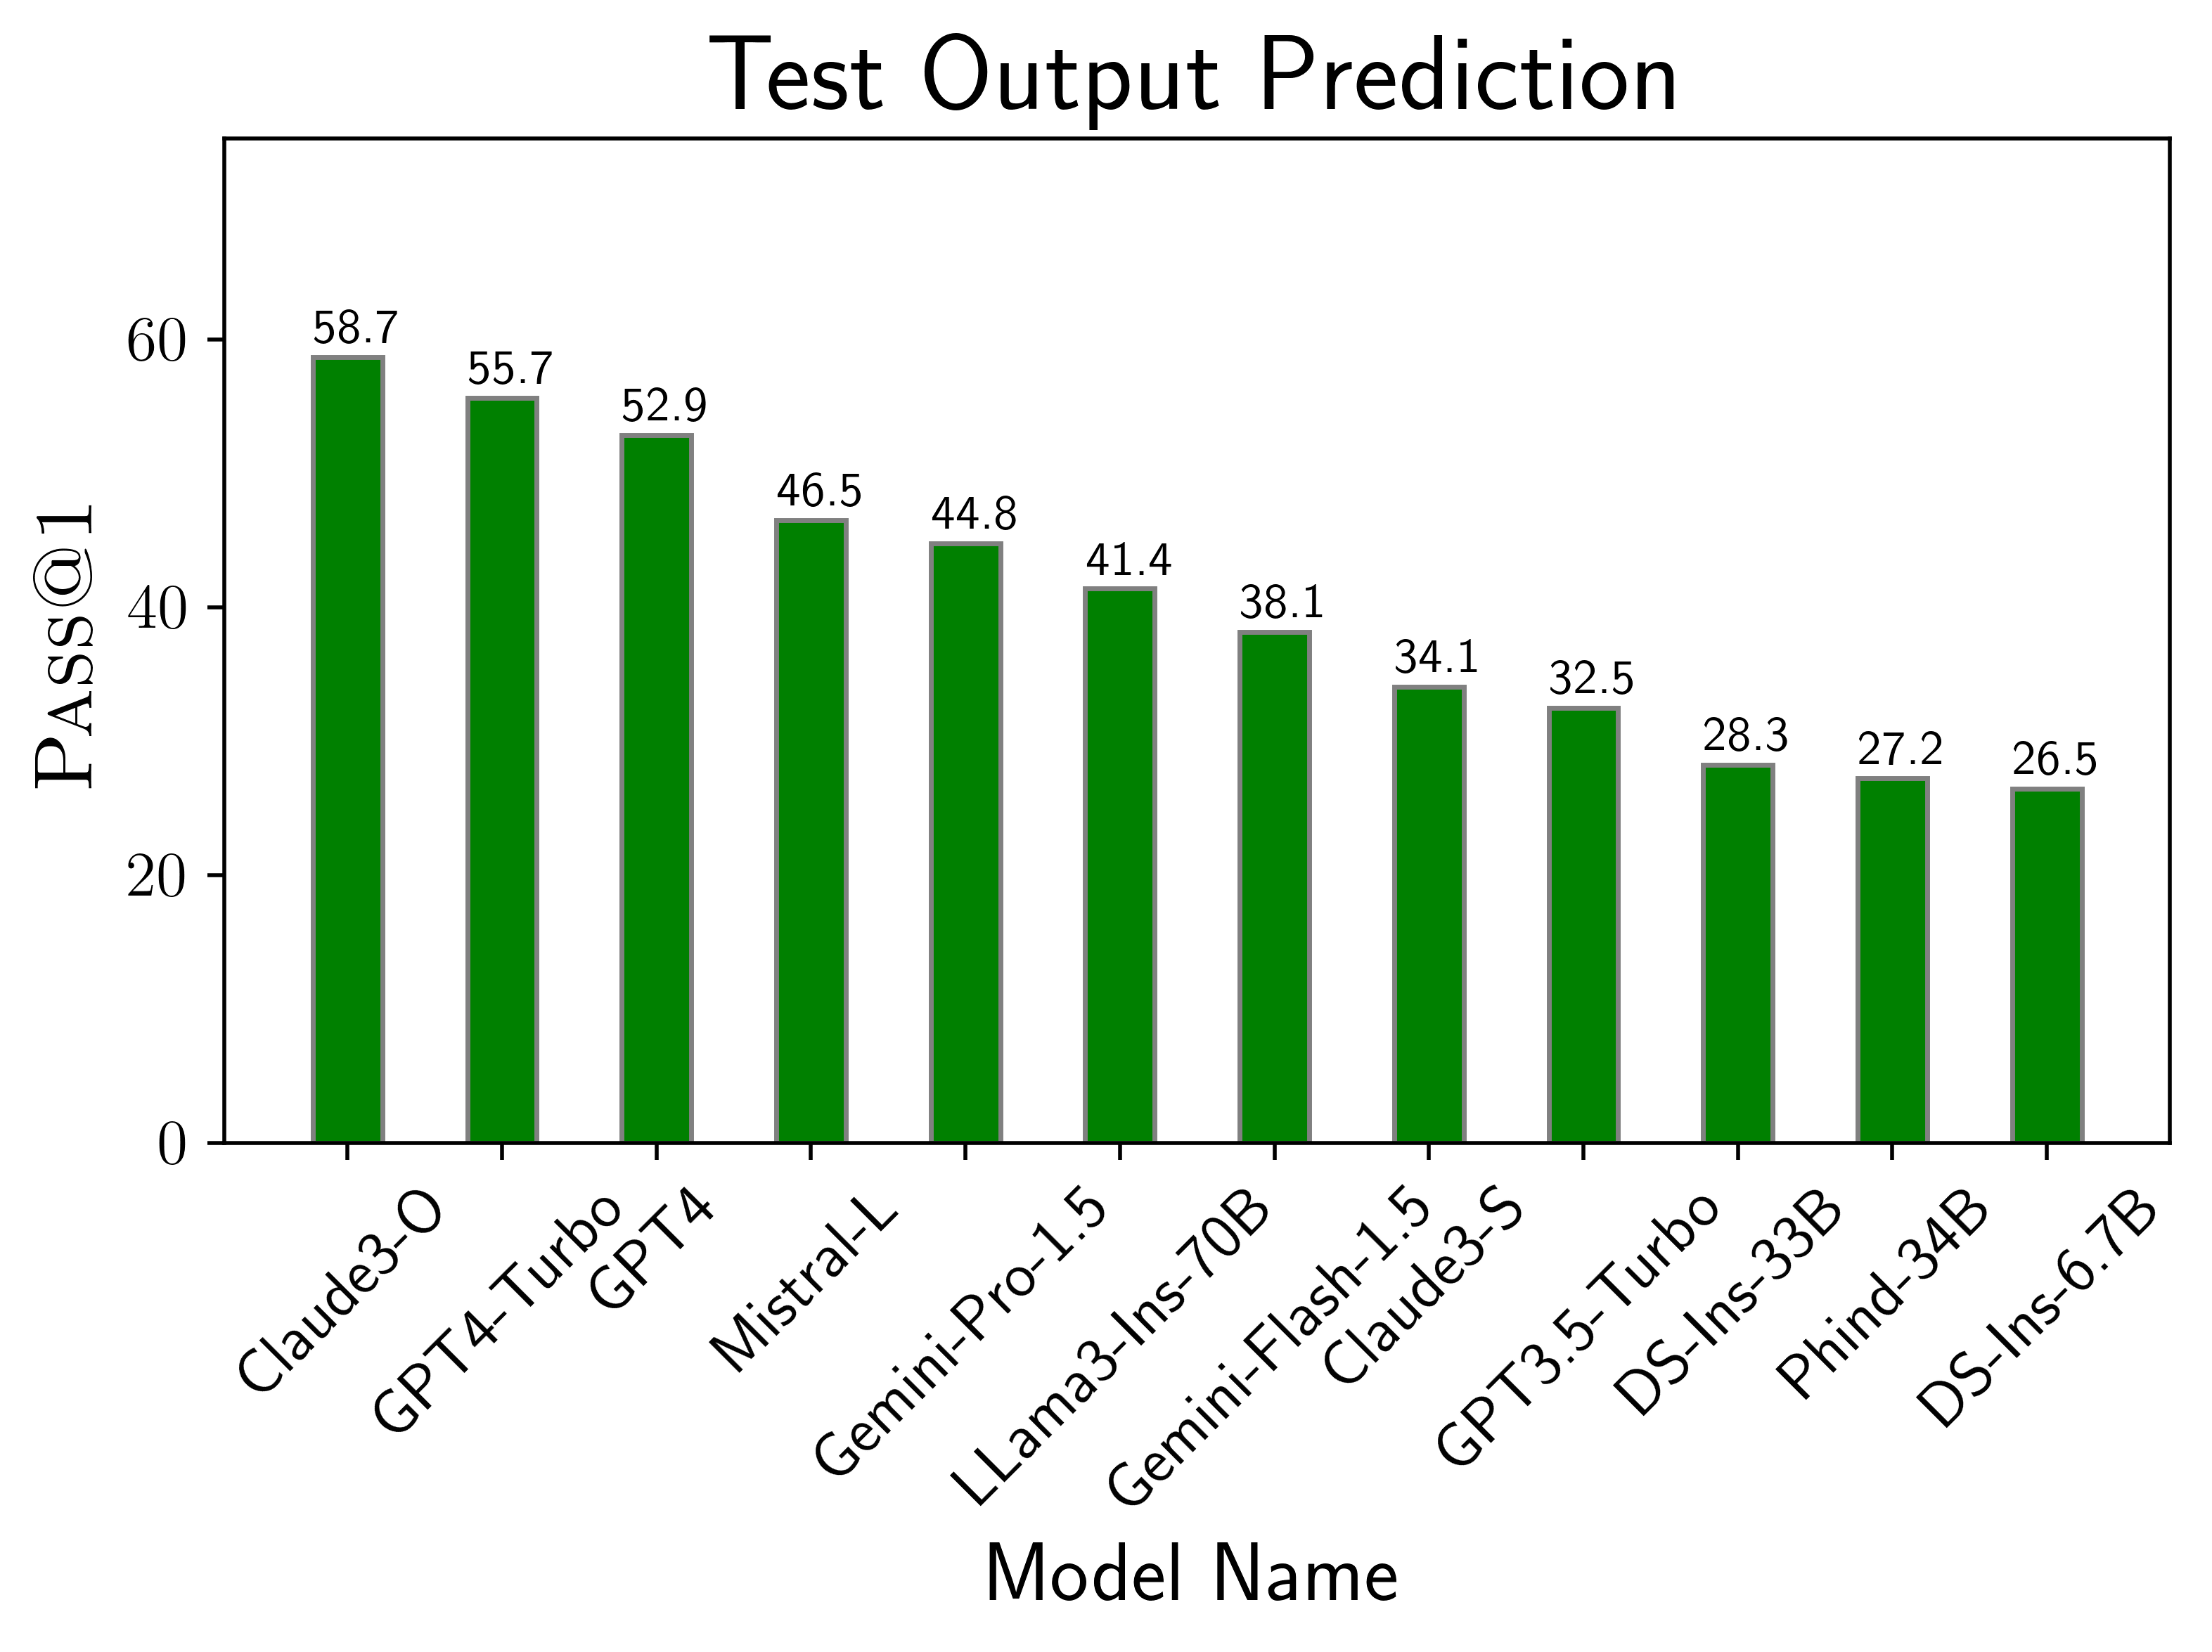 Test Output Prediction
Pass@1
60
40
20
0
58.7
55.7
52.9
46.5
44.8
41.4
38.1
34.1
32.5
28.3
27.2
26.5
Claude3-O
GPT4-Turbo
GPT4
Mistral-L
Gemini-Pro-1.5
LLama3-Ins-70B
Gemini-Flash-1.5
Claude3-S
GPT3.5-Turbo
DS-Ins-33B
Phind-34B
DS-Ins-6.7B
Model Name